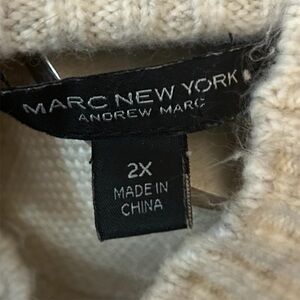 MARC NEW YORK
ANDREW MARC
2X
MADE IN
CHINA